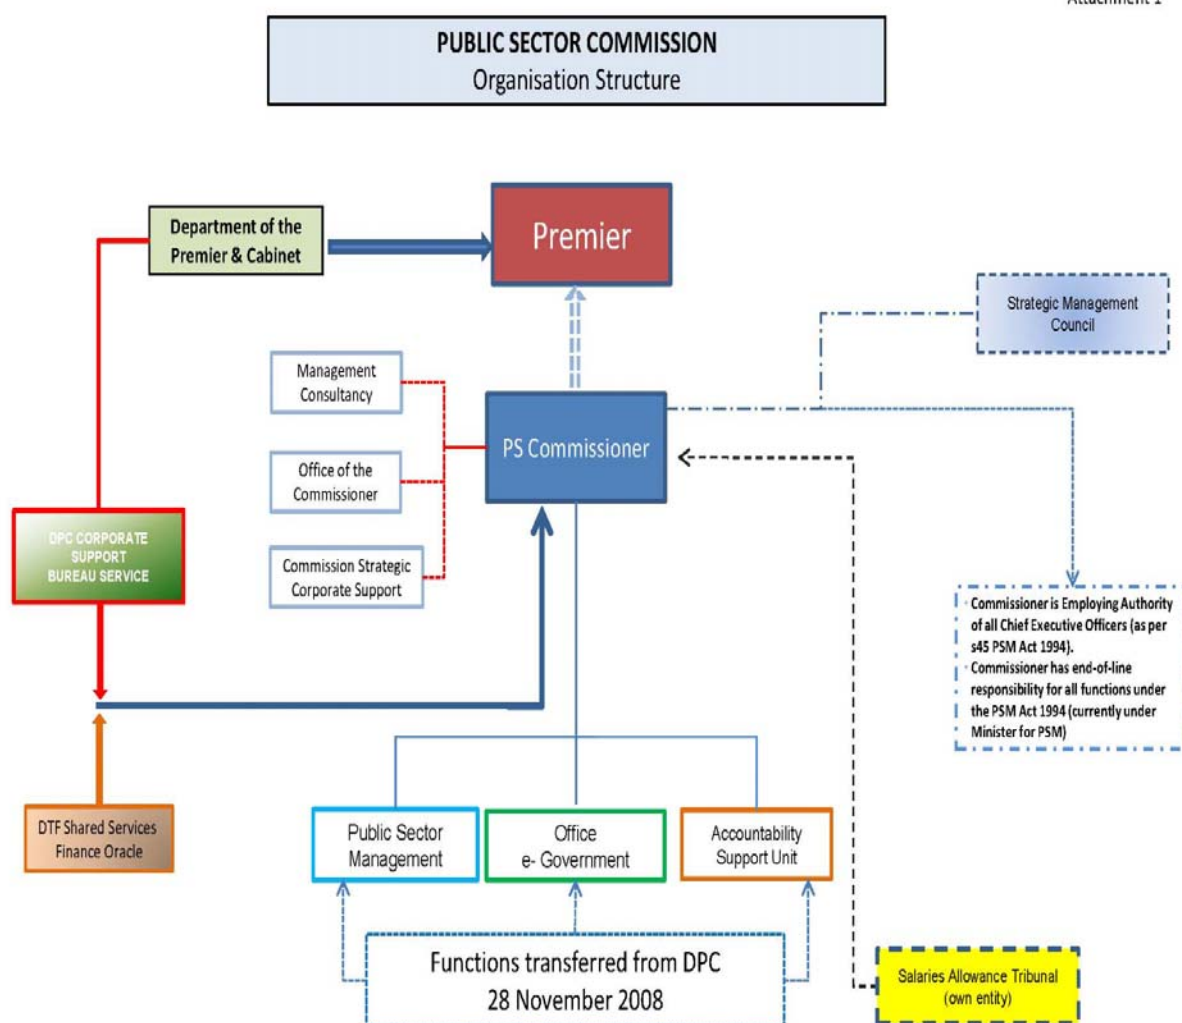 Attachment 1
PUBLIC SECTOR COMMISSION
Organisation Structure
Department of the
Premier & Cabinet
Premier
Strategic Management
Council
Management
Consultancy
PS Commissioner
Office of the
Commissioner
DPC CORPORATE
SUPPORT
BUREAU SERVICE
Commission Strategic
Corporate Support
· Commissioner is Employing Authority
of all Chief Executive Officers (as per
s45 PSM Act 1994).
· Commissioner has end-of-line
responsibility for all functions under
the PSM Act 1994 (currently under
Minister for PSM)
DTF Shared Services
Finance Oracle
Public Sector
Management
Office
e- Government
Accountability
Support Unit
Functions transferred from DPC
28 November 2008
Salaries Allowance Tribunal
(own entity)